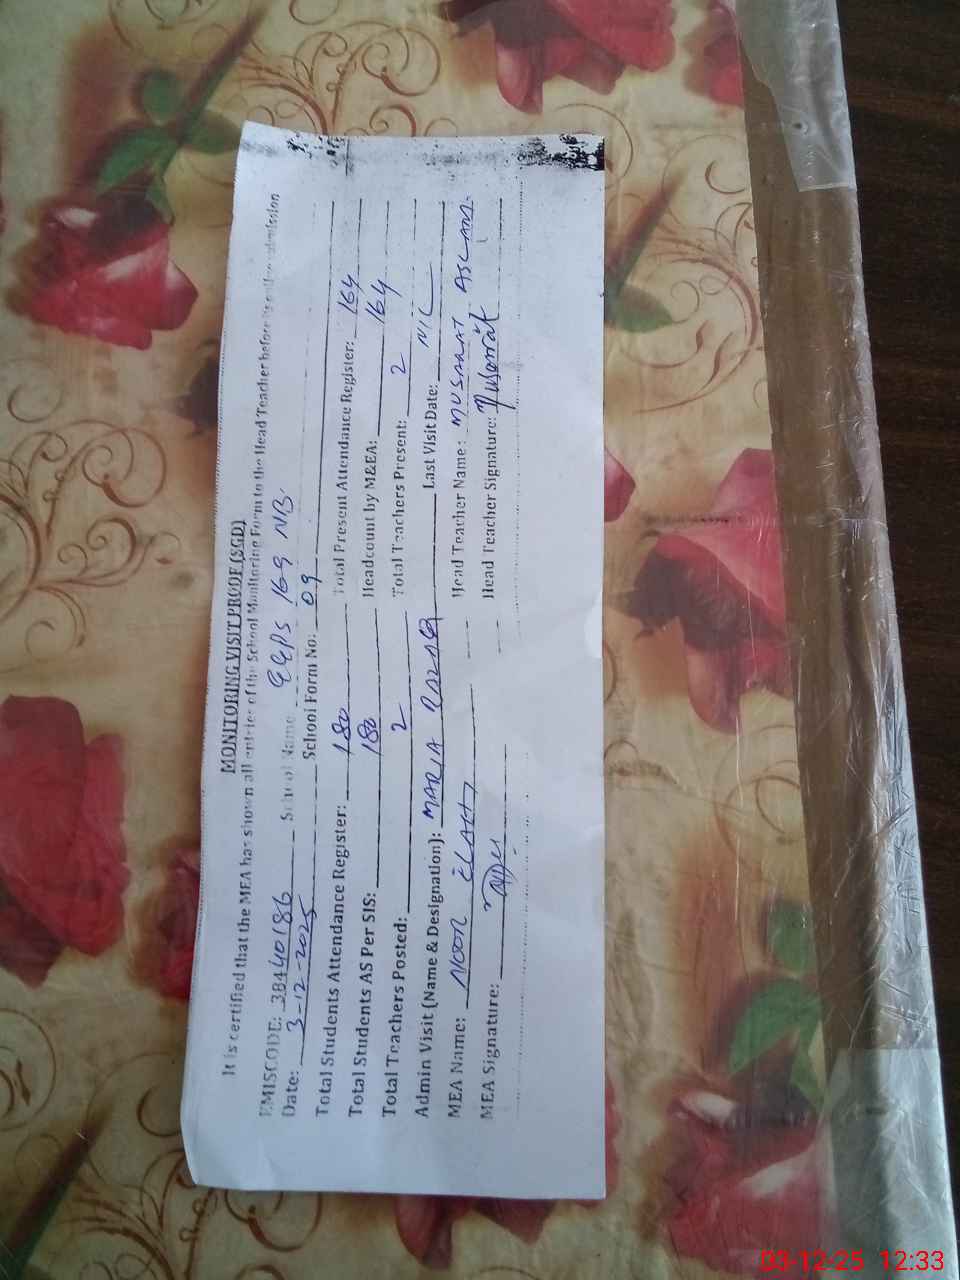 MONITORING VISIT PROOF (SGD)
It is certified that the MEA has shown all entries of the School Monitoring Form to the Head Teacher before submission
EMISCODE: 38440186 School Name GGPS 169 NB.
Date: 3-12-2025 School Form No: 09
Total Students Attendance Register: 180 Total Present Attendance Register: 164
Total Students AS Per SIS: 180 Headcount by M&EA: 164
Total Teachers Posted: 2 Total Teachers Present: 2
Admin Visit (Name & Designation): MARIA RAZAQ Last Visit Date: NIL
MEA Name: NOOR ELAHI Head Teacher Name: MUSARAT ASLAM.
MEA Signature: Head Teacher Signature: Musarrat
03-12-25 12:33